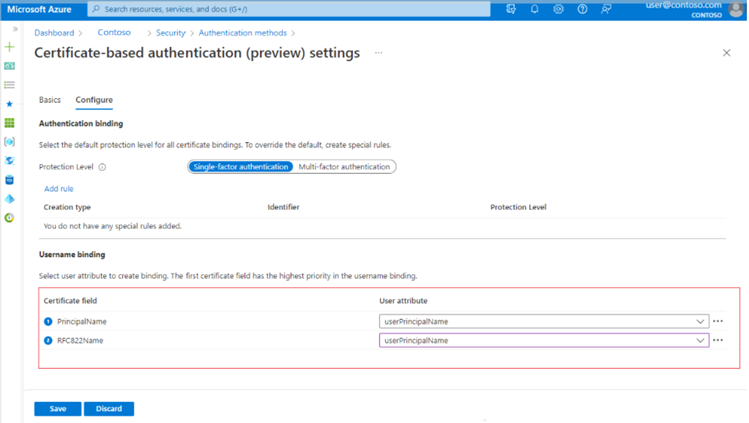 Microsoft Azure
Search resources, services, and docs (G+/)
user@contoso.com
CONTOSO
Dashboard > Contoso > Security > Authentication methods >
Certificate-based authentication (preview) settings ...
Basics Configure
Authentication binding
Select the default protection level for all certificate bindings. To override the default, create special rules.
Protection Level Single-factor authentication Multi-factor authentication
Add rule
Creation type Identifier Protection Level
You do not have any special rules added.
Username binding
Select user attribute to create binding. The first certificate field has the highest priority in the username binding.
Certificate field User attribute
1 PrincipalName userPrincipalName ...
2 RFC822Name userPrincipalName ...
Save Discard